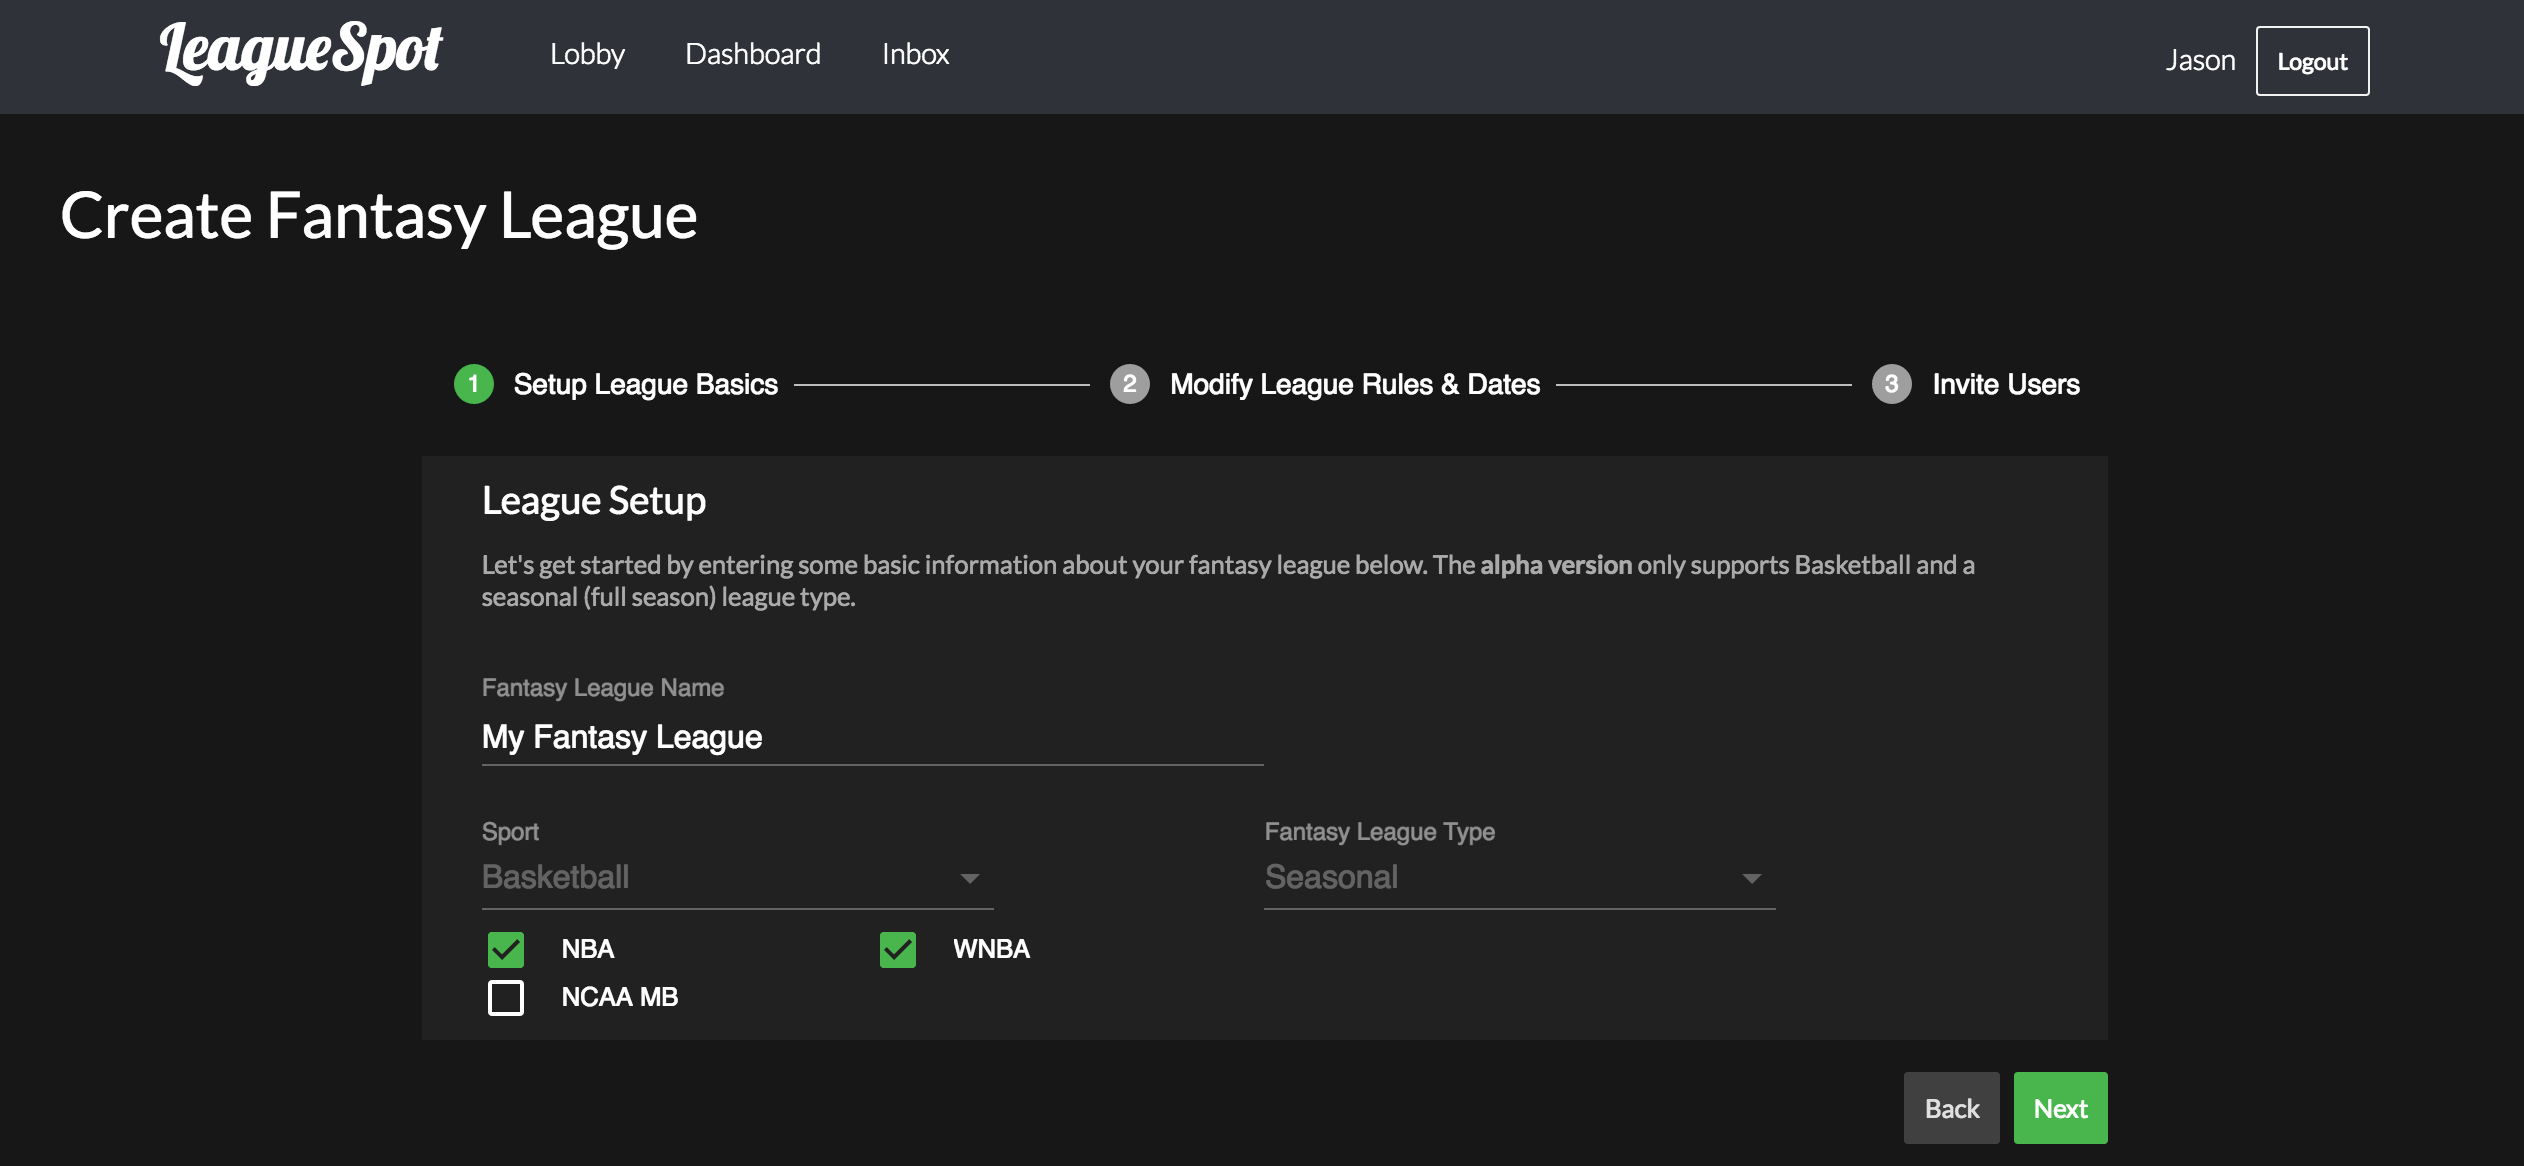 LeagueSpot
Lobby Dashboard Inbox
Jason Logout
Create Fantasy League
1 Setup League Basics 2 Modify League Rules & Dates 3 Invite Users
League Setup
Let's get started by entering some basic information about your fantasy league below. The alpha version only supports Basketball and a
seasonal (full season) league type.
Fantasy League Name
My Fantasy League
Sport Fantasy League Type
Basketball Seasonal
NBA WNBA
NCAA MB
Back Next